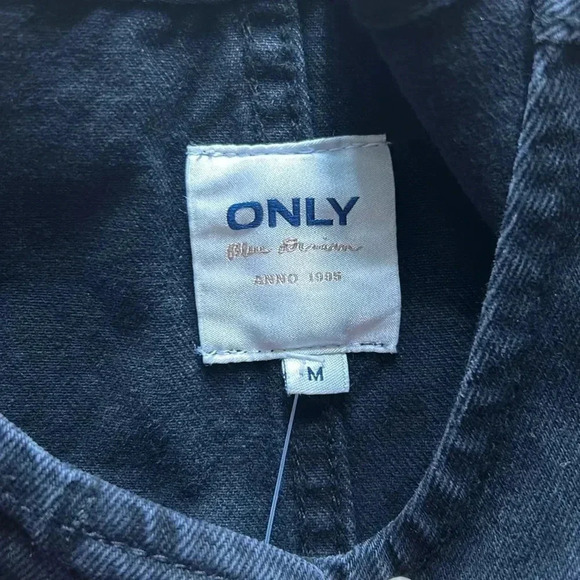 ONLY
Blue Denim
ANNO 1995
M